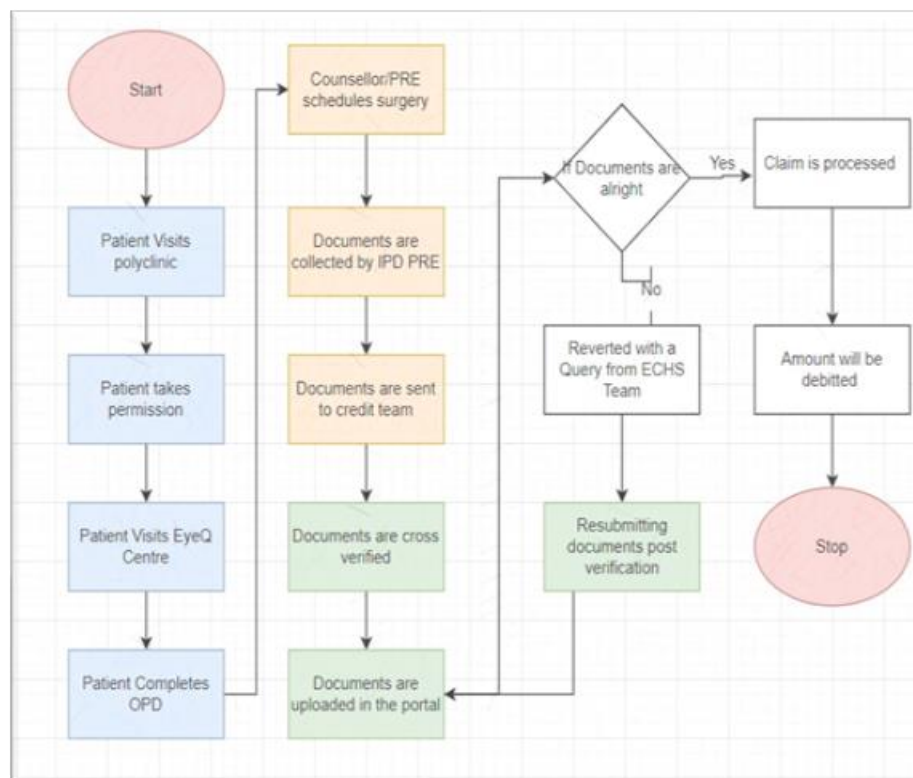 Start
Patient Visits
polyclinic
Patient takes
permission
Patient Visits EyeQ
Centre
Patient Completes
OPD
Counsellor/PRE
schedules surgery
Documents are
collected by IPD PRE
Documents are sent
to credit team
Documents are cross
verified
Documents are
uploaded in the portal
If Documents are
alright
Yes
No
Reverted with a
Query from ECHS
Team
Resubmitting
documents post
verification
Claim is processed
Amount will be
debitted
Stop